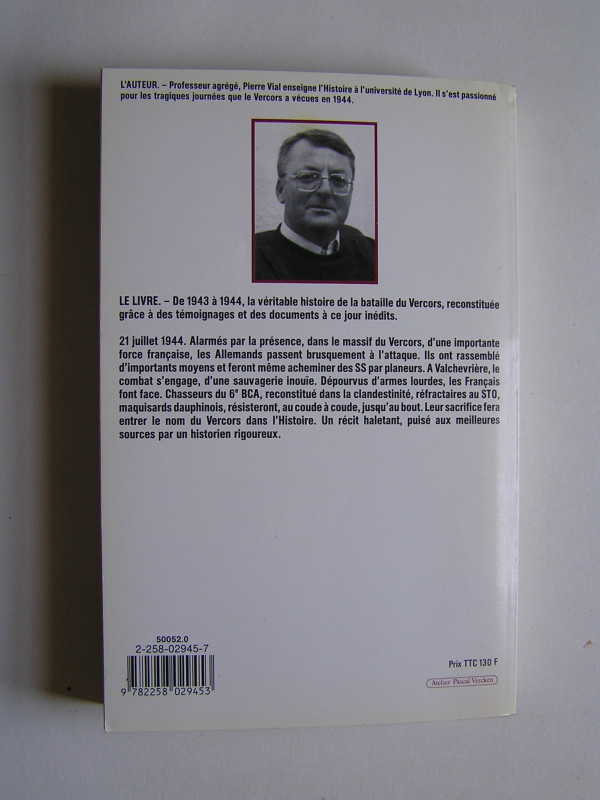 L'AUTEUR. – Professeur agrégé, Pierre Vial enseigne l'Histoire à l'université de Lyon. Il s'est passionné
pour les tragiques journées que le Vercors a vécues en 1944.
LE LIVRE. – De 1943 à 1944, la véritable histoire de la bataille du Vercors, reconstituée
grâce à des témoignages et des documents à ce jour inédits.
21 juillet 1944. Alarmés par la présence, dans le massif du Vercors, d'une importante
force française, les Allemands passent brusquement à l'attaque. Ils ont rassemblé
d'importants moyens et feront même acheminer des SS par planeurs. A Valchevrière, le
combat s'engage, d'une sauvagerie inouïe. Dépourvus d'armes lourdes, les Français
font face. Chasseurs du 6e BCA, reconstitué dans la clandestinité, réfractaires au STO,
maquisards dauphinois, résisteront, au coude à coude, jusqu'au bout. Leur sacrifice fera
entrer le nom du Vercors dans l'Histoire. Un récit haletant, puisé aux meilleures
sources par un historien rigoureux.
50052.0
2-258-02945-7
9 782258 029453
Prix TTC 130 F
Atelier Pascal Vercken